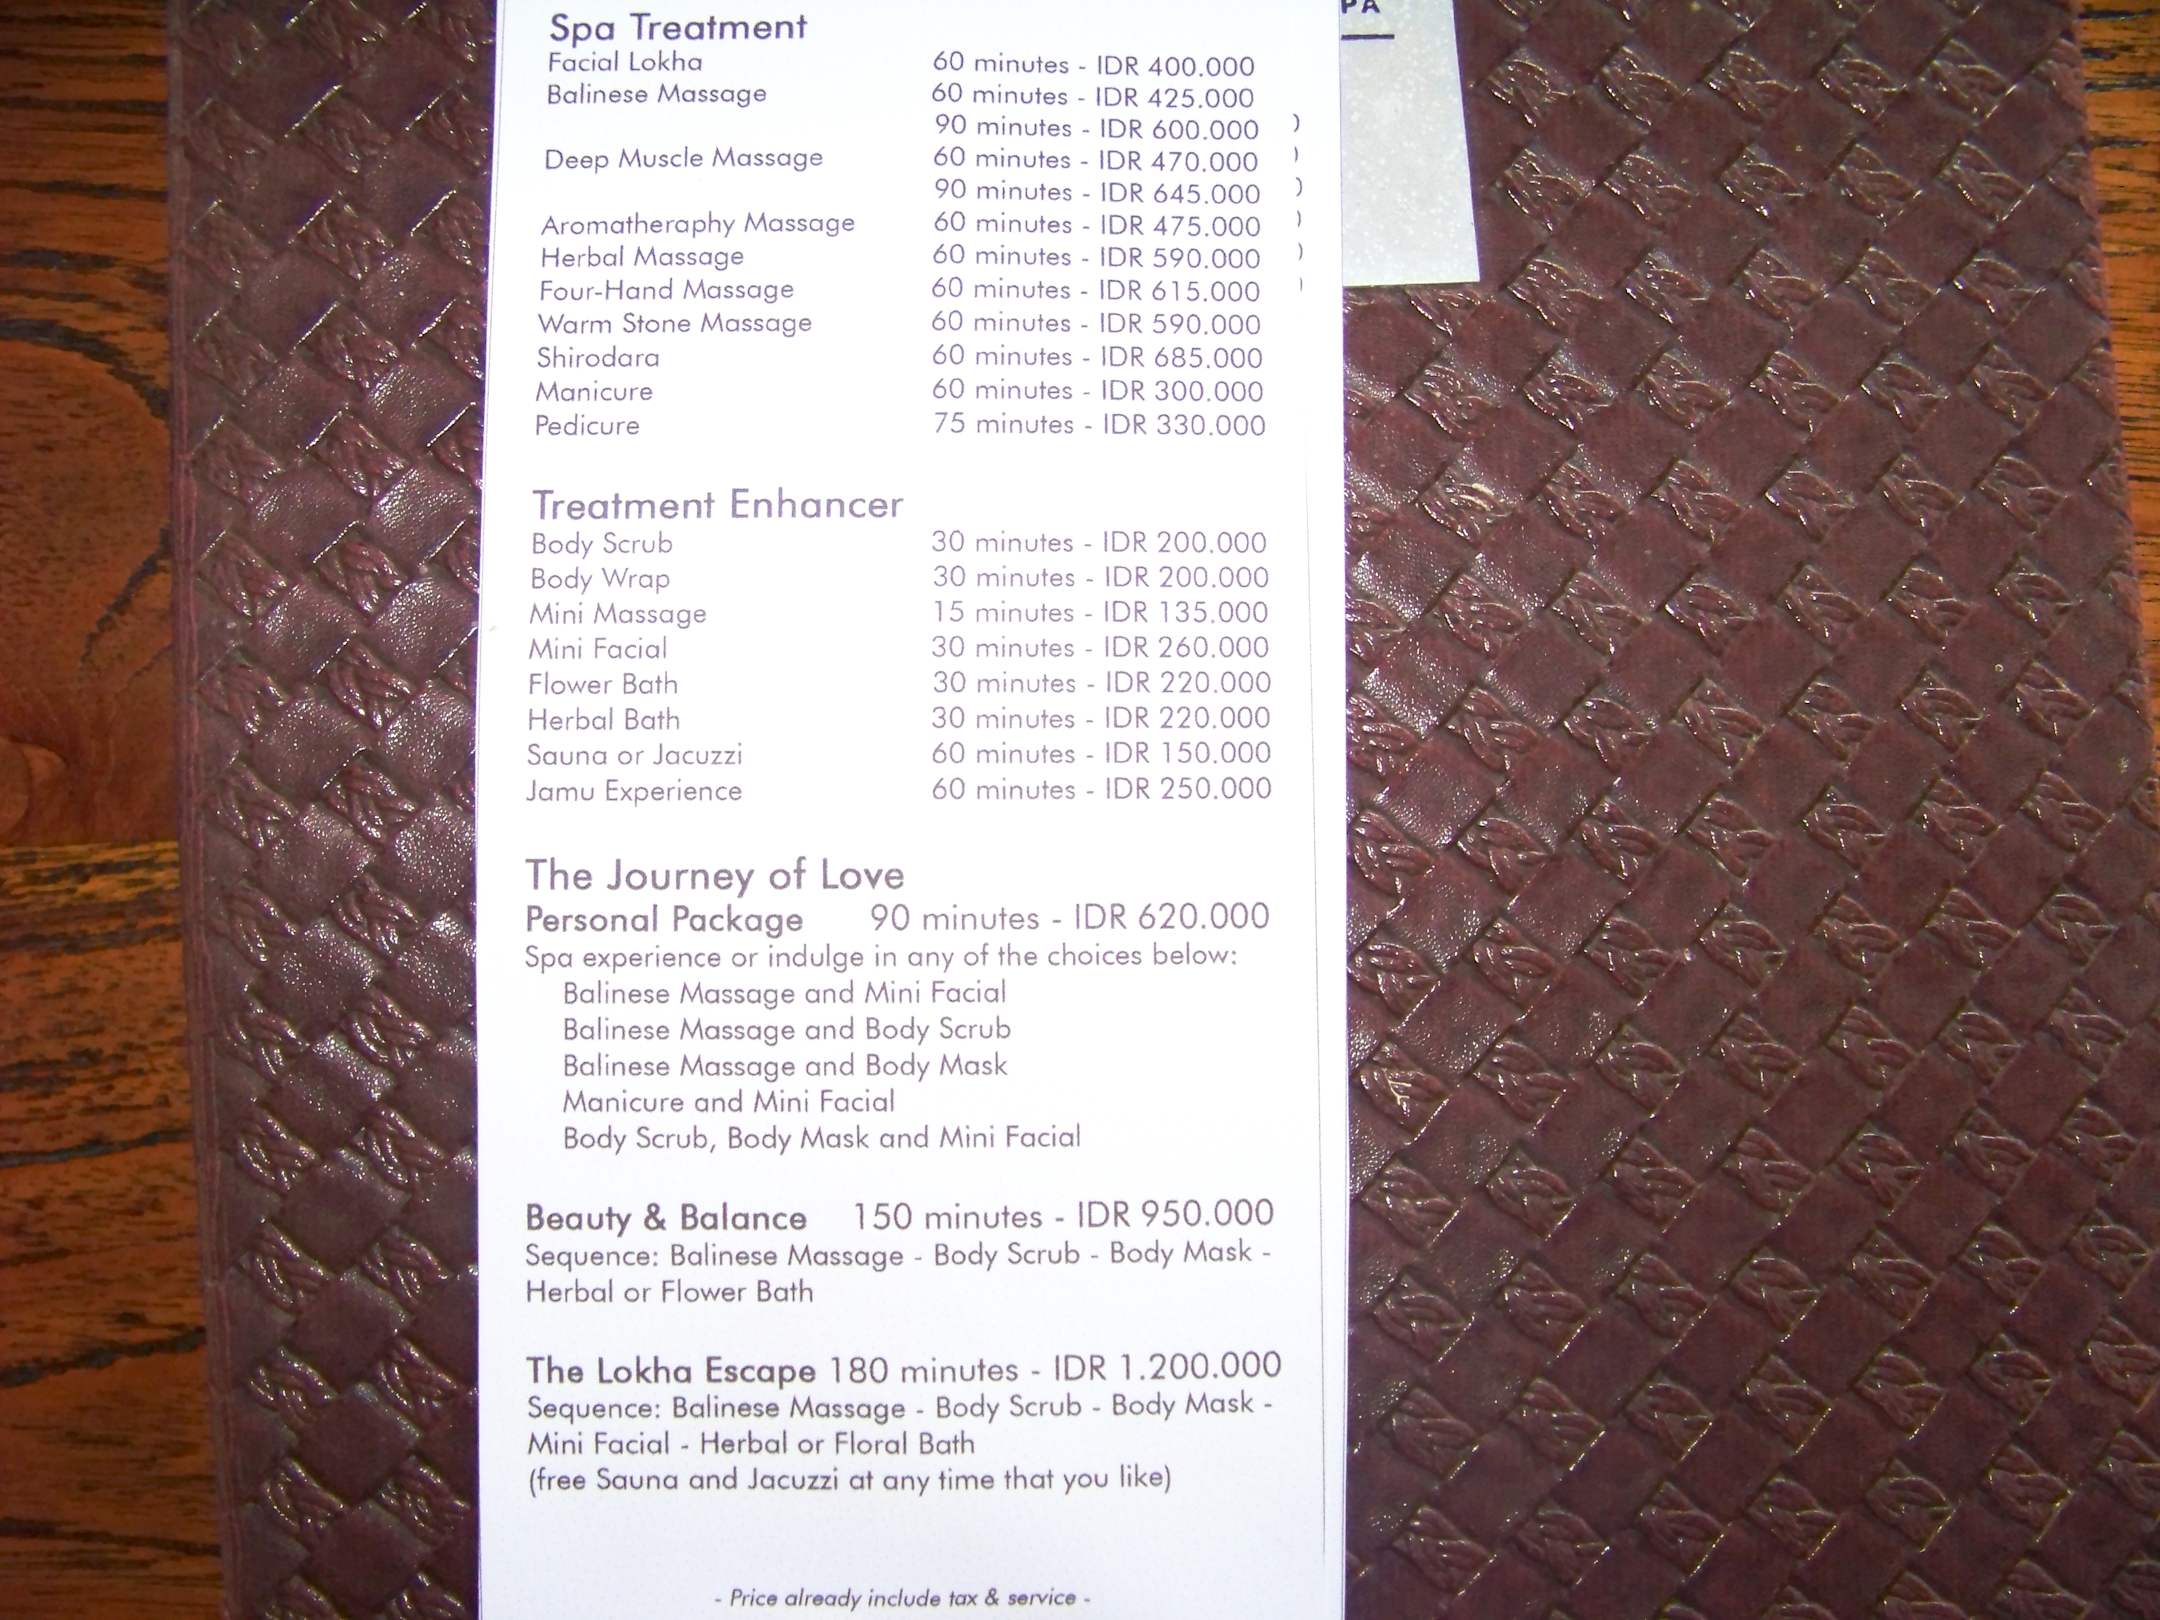 Spa Treatment
Facial Lokha 60 minutes - IDR 400.000
Balinese Massage 60 minutes - IDR 425.000
90 minutes - IDR 600.000
Deep Muscle Massage 60 minutes - IDR 470.000
90 minutes - IDR 645.000
Aromatheraphy Massage 60 minutes - IDR 475.000
Herbal Massage 60 minutes - IDR 590.000
Four-Hand Massage 60 minutes - IDR 615.000
Warm Stone Massage 60 minutes - IDR 590.000
Shirodara 60 minutes - IDR 685.000
Manicure 60 minutes - IDR 300.000
Pedicure 75 minutes - IDR 330.000
Treatment Enhancer
Body Scrub 30 minutes - IDR 200.000
Body Wrap 30 minutes - IDR 200.000
Mini Massage 15 minutes - IDR 135.000
Mini Facial 30 minutes - IDR 260.000
Flower Bath 30 minutes - IDR 220.000
Herbal Bath 30 minutes - IDR 220.000
Sauna or Jacuzzi 60 minutes - IDR 150.000
Jamu Experience 60 minutes - IDR 250.000
The Journey of Love
Personal Package 90 minutes - IDR 620.000
Spa experience or indulge in any of the choices below:
Balinese Massage and Mini Facial
Balinese Massage and Body Scrub
Balinese Massage and Body Mask
Manicure and Mini Facial
Body Scrub, Body Mask and Mini Facial
Beauty & Balance 150 minutes - IDR 950.000
Sequence: Balinese Massage - Body Scrub - Body Mask -
Herbal or Flower Bath
The Lokha Escape 180 minutes - IDR 1.200.000
Sequence: Balinese Massage - Body Scrub - Body Mask -
Mini Facial - Herbal or Floral Bath
(free Sauna and Jacuzzi at any time that you like)
- Price already include tax & service -